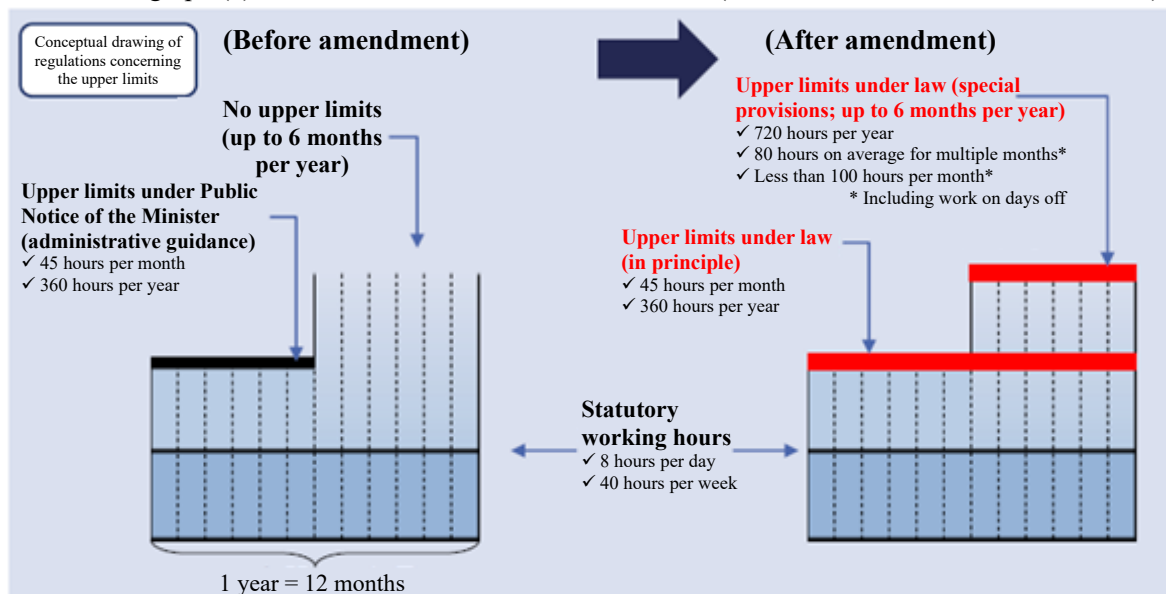 Conceptual drawing of
regulations concerning
the upper limits
(Before amendment)
No upper limits
(up to 6 months
per year)
Upper limits under Public
Notice of the Minister
(administrative guidance)
✓ 45 hours per month
✓ 360 hours per year
(After amendment)
Upper limits under law (special
provisions; up to 6 months per year)
✓ 720 hours per year
✓ 80 hours on average for multiple months*
✓ Less than 100 hours per month*
* Including work on days off
Upper limits under law
(in principle)
✓ 45 hours per month
✓ 360 hours per year
Statutory
working hours
✓ 8 hours per day
✓ 40 hours per week
1 year = 12 months